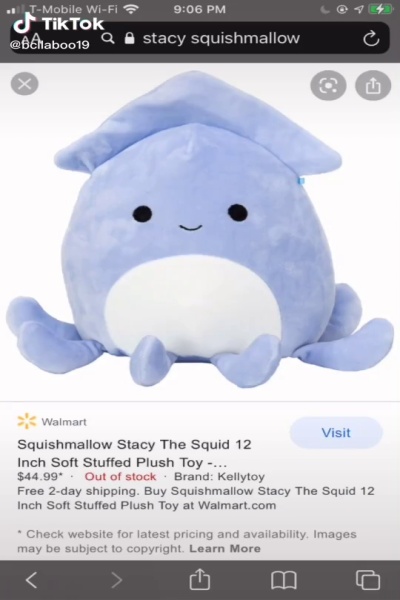 T-Mobile Wi-Fi 9:06 PM
TikTok
@bcllaboo19
AA stacy squishmallow
Walmart
Visit
Squishmallow Stacy The Squid 12
Inch Soft Stuffed Plush Toy -...
$44.99* · Out of stock · Brand: Kellytoy
Free 2-day shipping. Buy Squishmallow Stacy The Squid 12
Inch Soft Stuffed Plush Toy at Walmart.com
* Check website for latest pricing and availability. Images
may be subject to copyright. Learn More